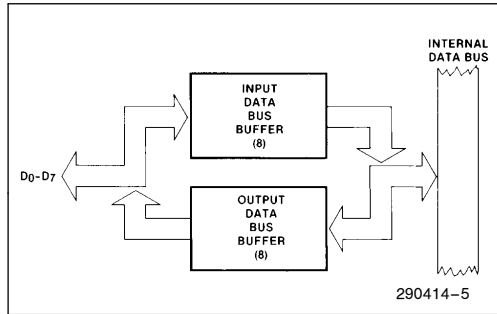 INTERNAL
DATA BUS
INPUT
DATA
BUS
BUFFER
(8)
D0-D7
OUTPUT
DATA
BUS
BUFFER
(8)
290414–5